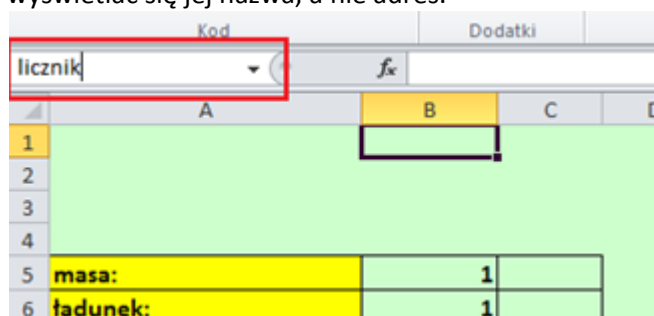 wyświetlać się jej nazwa, a nie adres.
Kod Dodatki
licznik fx
A B C
1
2
3
4
5 masa: 1
6 ładunek: 1